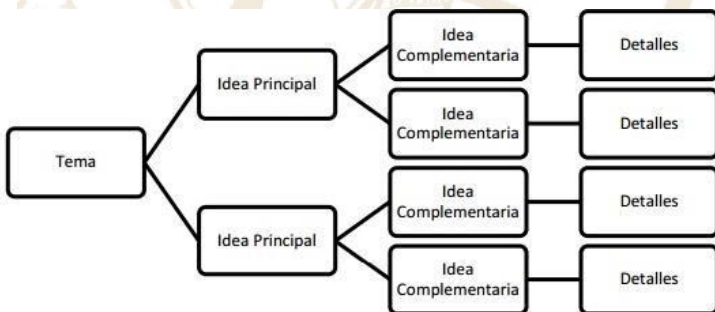 Tema
Idea Principal
Idea
Complementaria
Detalles
Idea
Complementaria
Detalles
Idea Principal
Idea
Complementaria
Detalles
Idea
Complementaria
Detalles